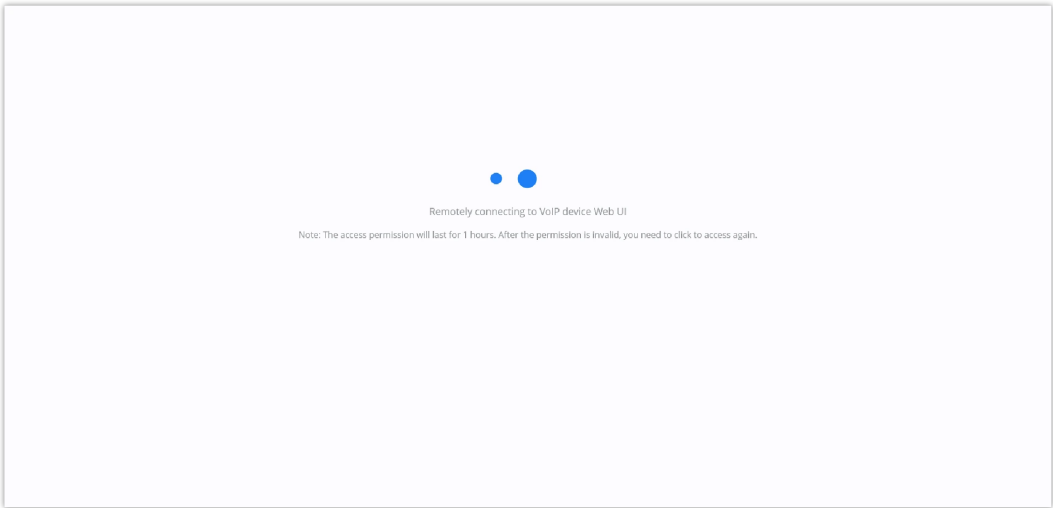 Remotely connecting to VoIP device Web UI
Note: The access permission will last for 1 hours. After the permission is invalid, you need to click to access again.